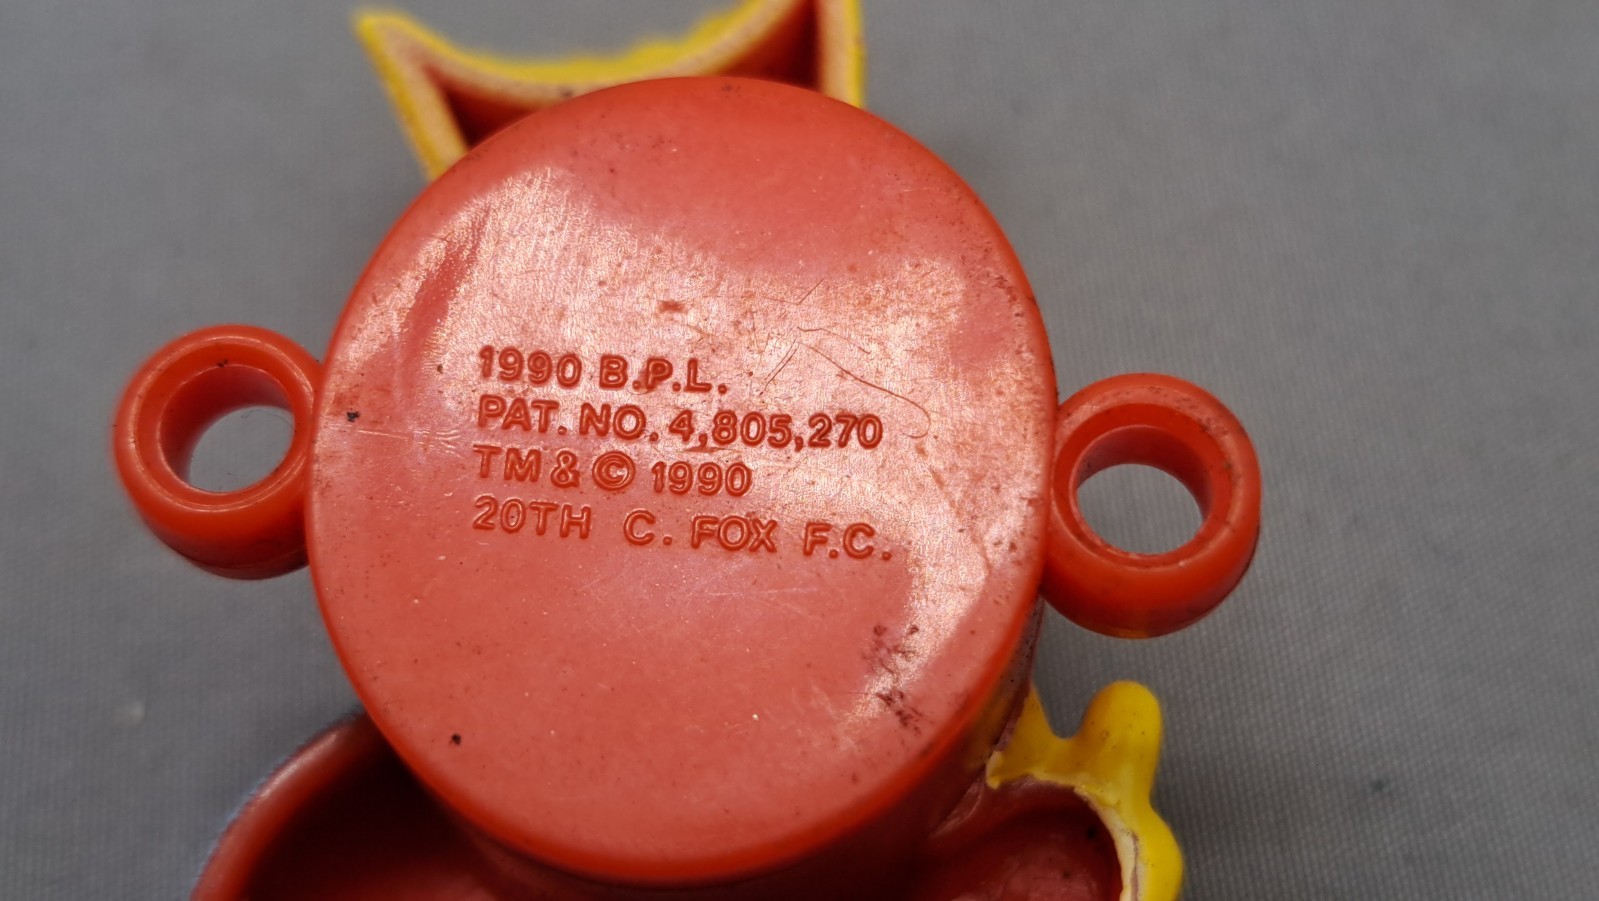 1990 B.P.L.
PAT. NO. 4,805,270
TM & © 1990
20TH C. FOX F.C.